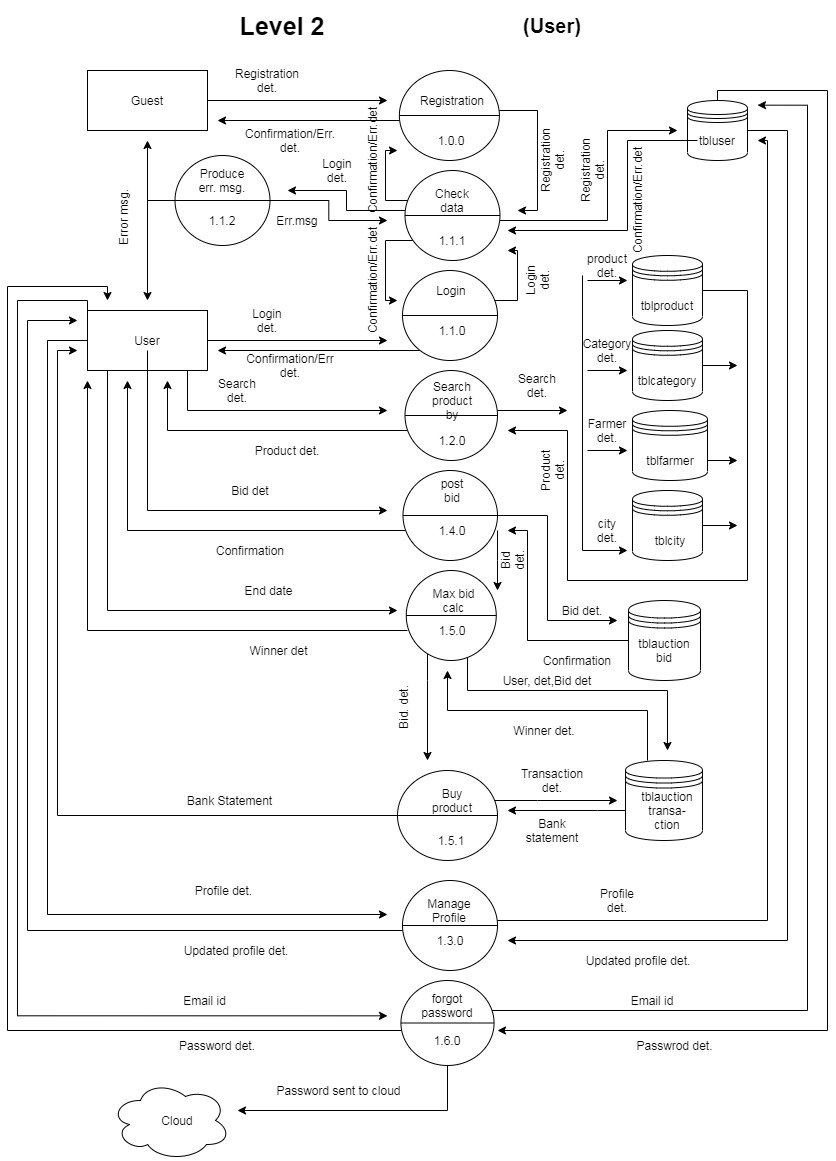 Level 2
(User)
Guest
Registration
det.
Confirmation/Err.
det.
Registration
1.0.0
Registration
det.
Registration
det.
tbluser
Confirmation/Err.det
Confirmation/Err.det
Produce
err. msg.
1.1.2
Login
det.
Err.msg
Check
data
1.1.1
Error msg.
Confirmation/Err.det
Login
1.1.0
Login
det.
User
Login
det.
Confirmation/Err
det.
product
det.
tblproduct
Category
det.
tblcategory
Search
det.
Product det.
Search
product
by
1.2.0
Search
det.
Product
det.
Farmer
det.
tblfarmer
city
det.
tblcity
Bid det
Confirmation
post
bid
1.4.0
Bid
det.
End date
Winner det
Max bid
calc
1.5.0
Bid det.
Confirmation
tblauction
bid
User, det,Bid det
Winner det.
Bid. det.
Bank Statement
Buy
product
1.5.1
Transaction
det.
Bank
statement
tblauction
transa-
ction
Profile det.
Updated profile det.
Manage
Profile
1.3.0
Profile
det.
Updated profile det.
Email id
Password det.
forgot
password
1.6.0
Email id
Passwrod det.
Password sent to cloud
Cloud